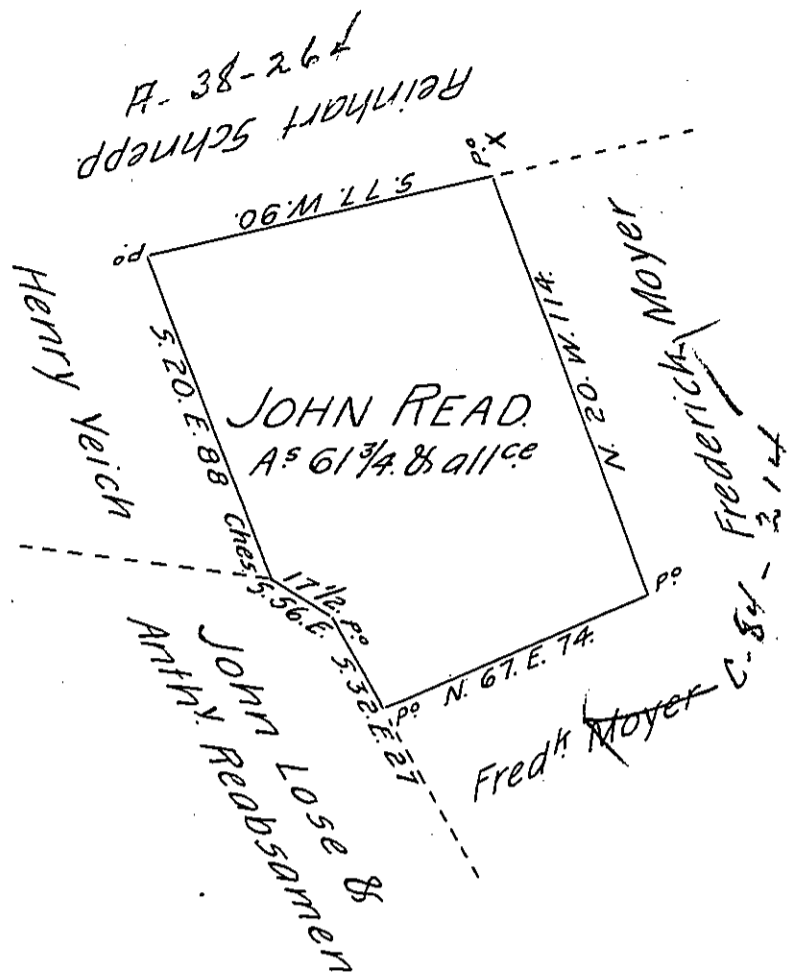 A-38-264
Reinhart Schnepp
S. 77. W. 90.
po
po X
Henry Yeich
S. 20. E. 88
Ches.
N. 20. W. 114.
Frederick Moyer
JOHN READ.
As 61 3/4. & allce
17 1/2. po
S. 56. E.
S. 32. E. 27
po
N. 67. E. 74.
po
Fredk Moyer C-84-214
John Lose &
Anthy. Reabsamen